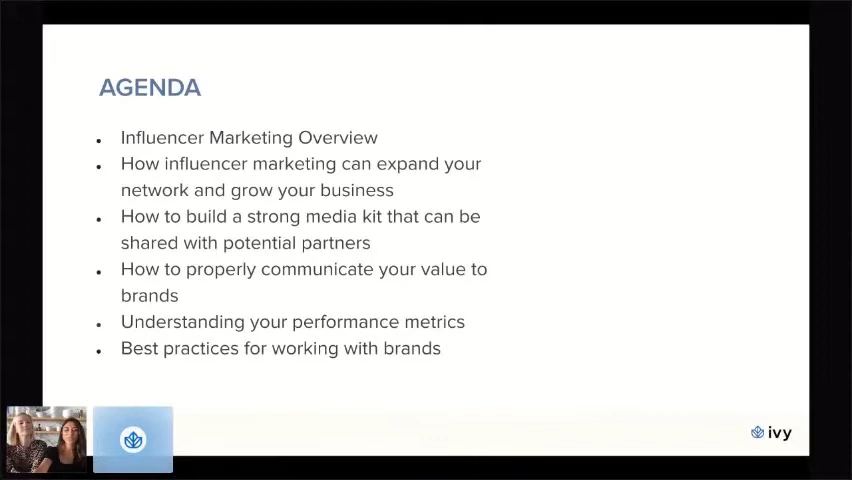 AGENDA
Influencer Marketing Overview
How influencer marketing can expand your
network and grow your business
How to build a strong media kit that can be
shared with potential partners
How to properly communicate your value to
brands
Understanding your performance metrics
Best practices for working with brands
ivy